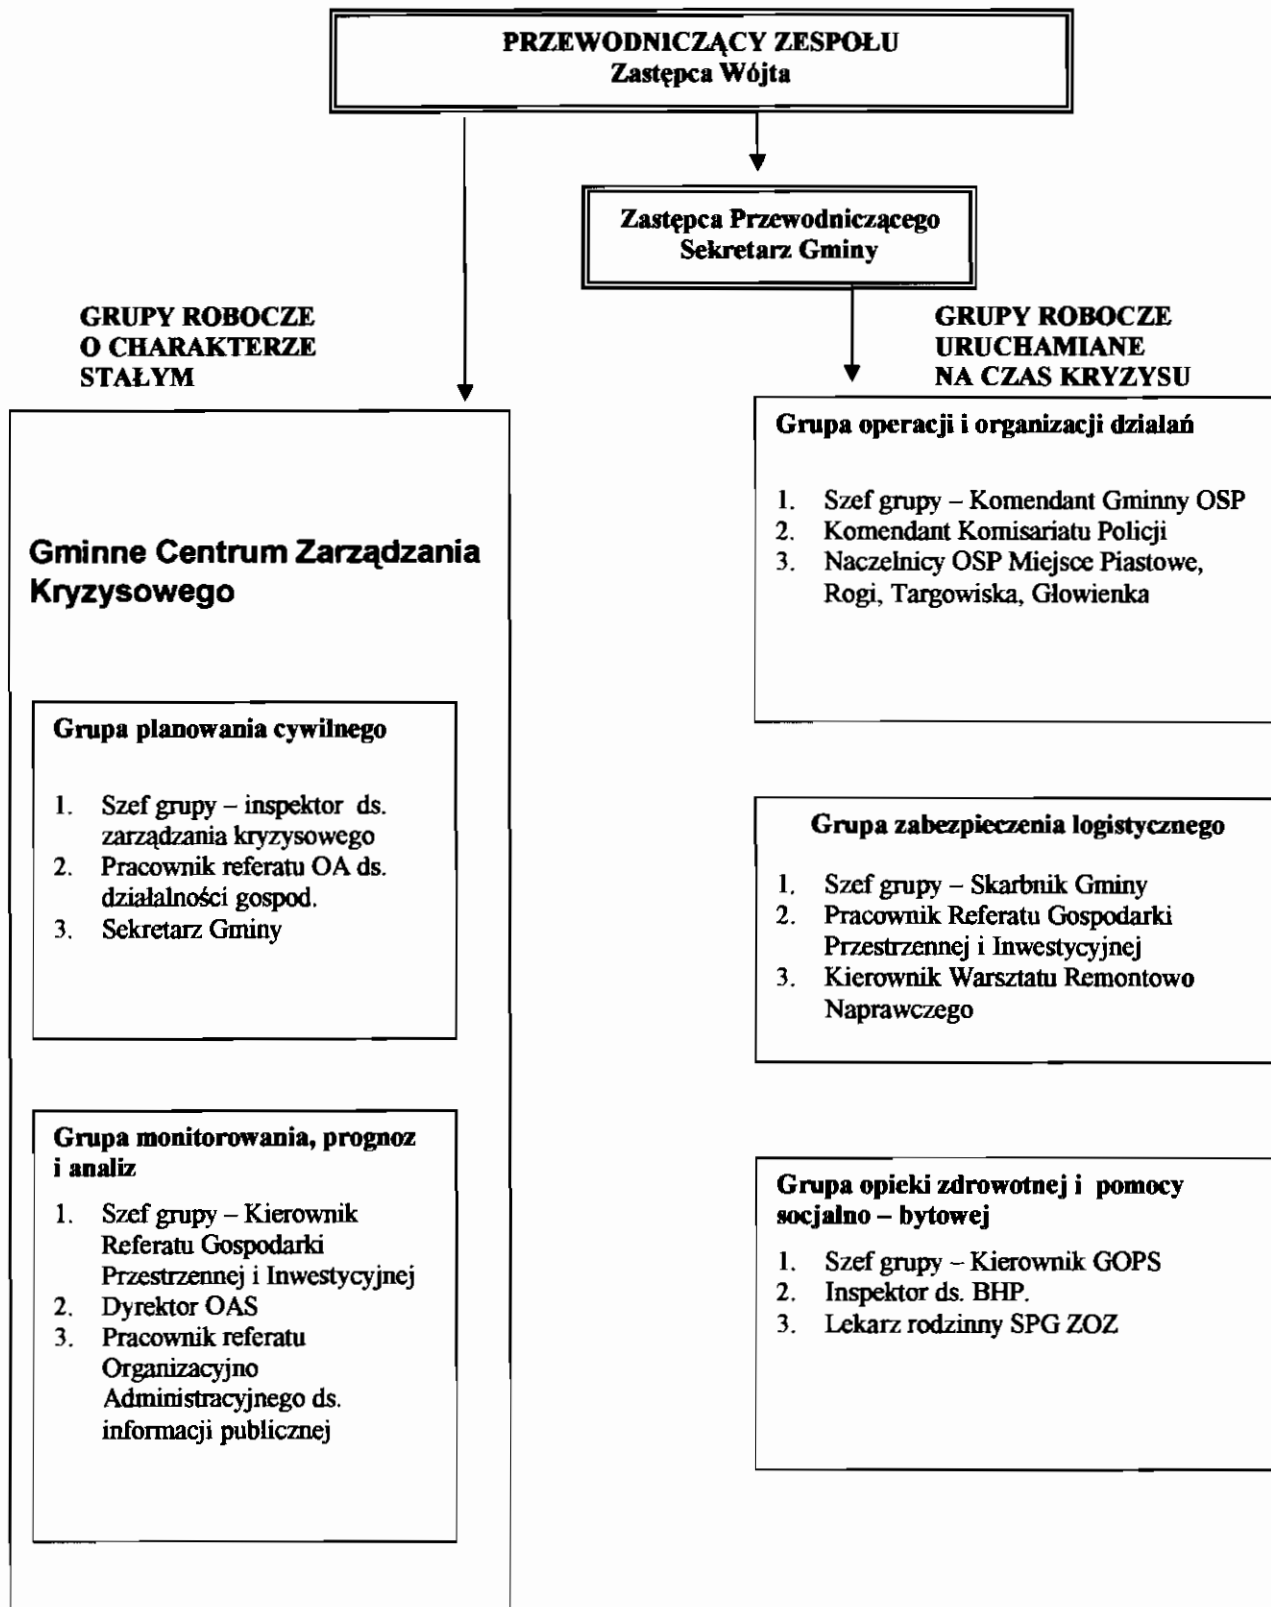 PRZEWODNICZĄCY ZESPOŁU
Zastępca Wójta
Zastępca Przewodniczącego
Sekretarz Gminy
GRUPY ROBOCZE
O CHARAKTERZE
STAŁYM
Gminne Centrum Zarządzania
Kryzysowego
Grupa planowania cywilnego
1. Szef grupy – inspektor ds.
zarządzania kryzysowego
2. Pracownik referatu OA ds.
działalności gospod.
3. Sekretarz Gminy
Grupa monitorowania, prognoz
i analiz
1. Szef grupy – Kierownik
Referatu Gospodarki
Przestrzennej i Inwestycyjnej
2. Dyrektor OAS
3. Pracownik referatu
Organizacyjno
Administracyjnego ds.
informacji publicznej
GRUPY ROBOCZE
URUCHAMIANE
NA CZAS KRYZYSU
Grupa operacji i organizacji działań
1. Szef grupy – Komendant Gminny OSP
2. Komendant Komisariatu Policji
3. Naczelnicy OSP Miejsce Piastowe,
Rogi, Targowiska, Głowienka
Grupa zabezpieczenia logistycznego
1. Szef grupy – Skarbnik Gminy
2. Pracownik Referatu Gospodarki
Przestrzennej i Inwestycyjnej
3. Kierownik Warsztatu Remontowo
Naprawczego
Grupa opieki zdrowotnej i pomocy
socjalno – bytowej
1. Szef grupy – Kierownik GOPS
2. Inspektor ds. BHP.
3. Lekarz rodzinny SPG ZOZ